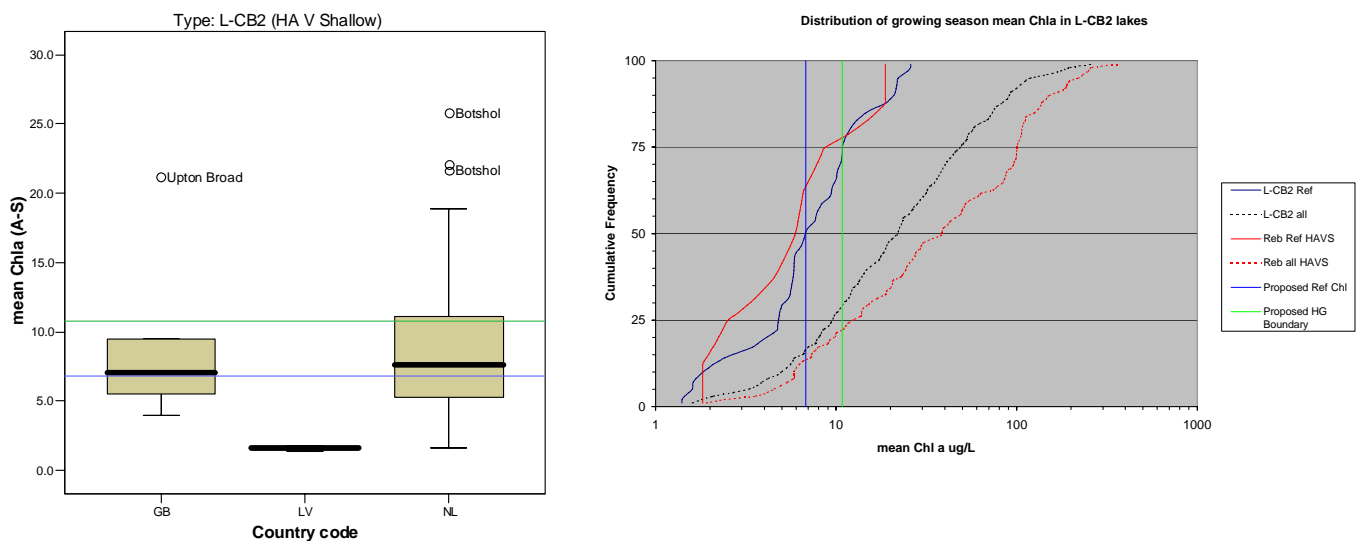 Type: L-CB2 (HA V Shallow)
30.0
25.0
20.0
15.0
10.0
5.0
0.0
mean Chla (A-S)
Upton Broad
Botshol
Botshol
GB LV NL
Country code
Distribution of growing season mean Chla in L-CB2 lakes
100
75
50
25
0
Cumulative Frequency
1 10 100 1000
mean Chl a ug/L
L-CB2 Ref
L-CB2 all
Reb Ref HAVS
Reb all HAVS
Proposed Ref Chl
Proposed HG
Boundary